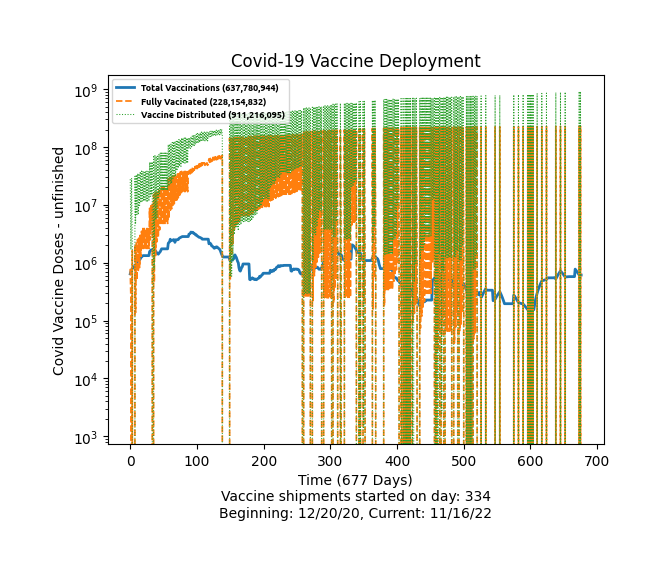 Covid-19 Vaccine Deployment
Total Vaccinations (637,780,944)
Fully Vacinated (228,154,832)
Vaccine Distributed (911,216,095)
Covid Vaccine Doses - unfinished
10⁹
10⁸
10⁷
10⁶
10⁵
10⁴
10³
0 100 200 300 400 500 600 700
Time (677 Days)
Vaccine shipments started on day: 334
Beginning: 12/20/20, Current: 11/16/22